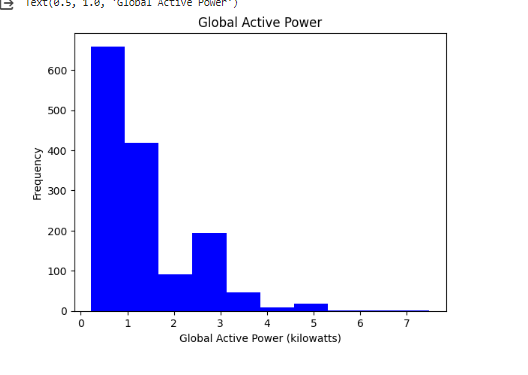 Text(0.5, 1.0, 'Global Active Power')
Global Active Power
600
500
400
300
200
100
0
Frequency
0 1 2 3 4 5 6 7
Global Active Power (kilowatts)